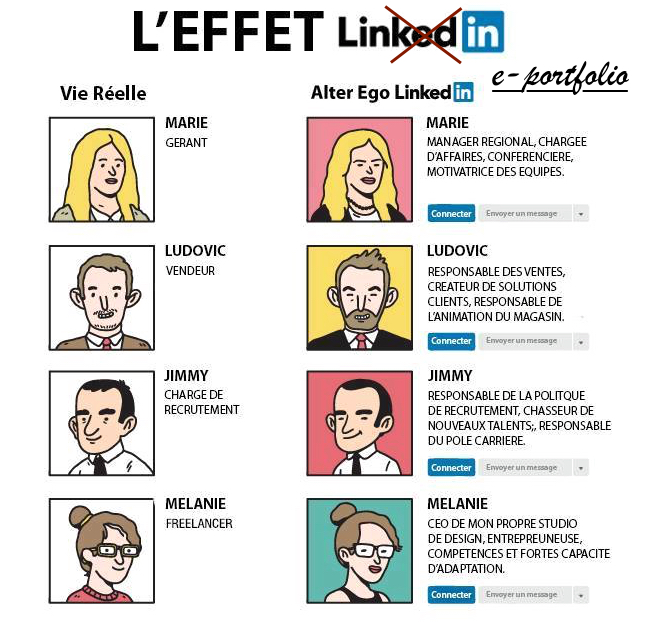 L'EFFET Linked in
e-portfolio
Vie Réelle
Alter Ego Linked in
MARIE
GERANT
MARIE
MANAGER REGIONAL, CHARGEE
D'AFFAIRES, CONFERENCIERE,
MOTIVATRICE DES EQUIPES.
Connecter Envoyer un message
LUDOVIC
VENDEUR
LUDOVIC
RESPONSABLE DES VENTES,
CREATEUR DE SOLUTIONS
CLIENTS, RESPONSABLE DE
L'ANIMATION DU MAGASIN.
Connecter Envoyer un message
JIMMY
CHARGE DE
RECRUTEMENT
JIMMY
RESPONSABLE DE LA POLITQUE
DE RECRUTEMENT, CHASSEUR DE
NOUVEAUX TALENTS;, RESPONSABLE
DU POLE CARRIERE.
Connecter Envoyer un message
MELANIE
FREELANCER
MELANIE
CEO DE MON PROPRE STUDIO
DE DESIGN, ENTREPREUNEUSE,
COMPETENCES ET FORTES CAPACITE
D'ADAPTATION.
Connecter Envoyer un message